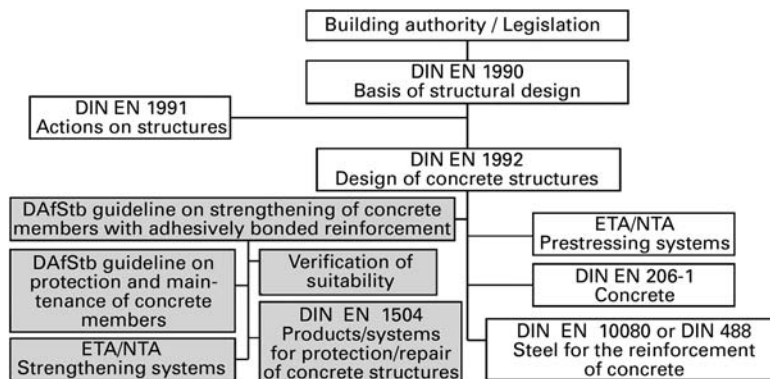 Building authority / Legislation
DIN EN 1990
Basis of structural design
DIN EN 1991
Actions on structures
DIN EN 1992
Design of concrete structures
DAfStb guideline on strengthening of concrete
members with adhesively bonded reinforcement
ETA/NTA
Prestressing systems
DAfStb guideline on
protection and main-
tenance of concrete
members
Verification of
suitability
DIN EN 206-1
Concrete
DIN EN 1504
Products/systems
for protection/repair
of concrete structures
ETA/NTA
Strengthening systems
DIN EN 10080 or DIN 488
Steel for the reinforcement
of concrete